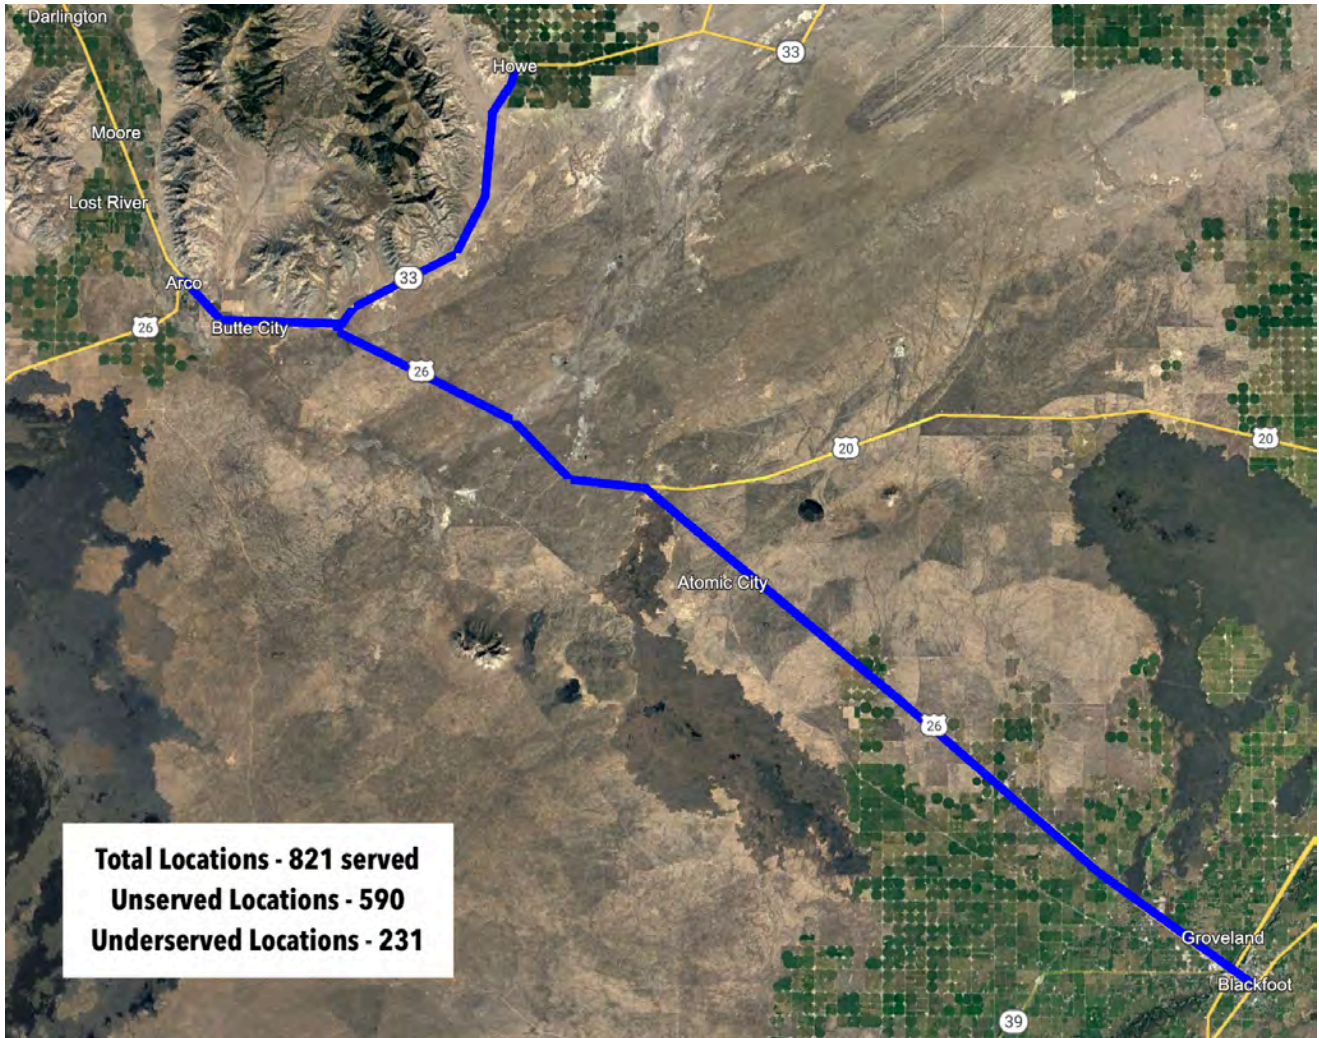 Darlington
33
Howe
Moore
Lost River
33
Arco
26
Butte City
26
20
20
Atomic City
26
Total Locations - 821 served
Unserved Locations - 590
Underserved Locations - 231
Groveland
Blackfoot
39